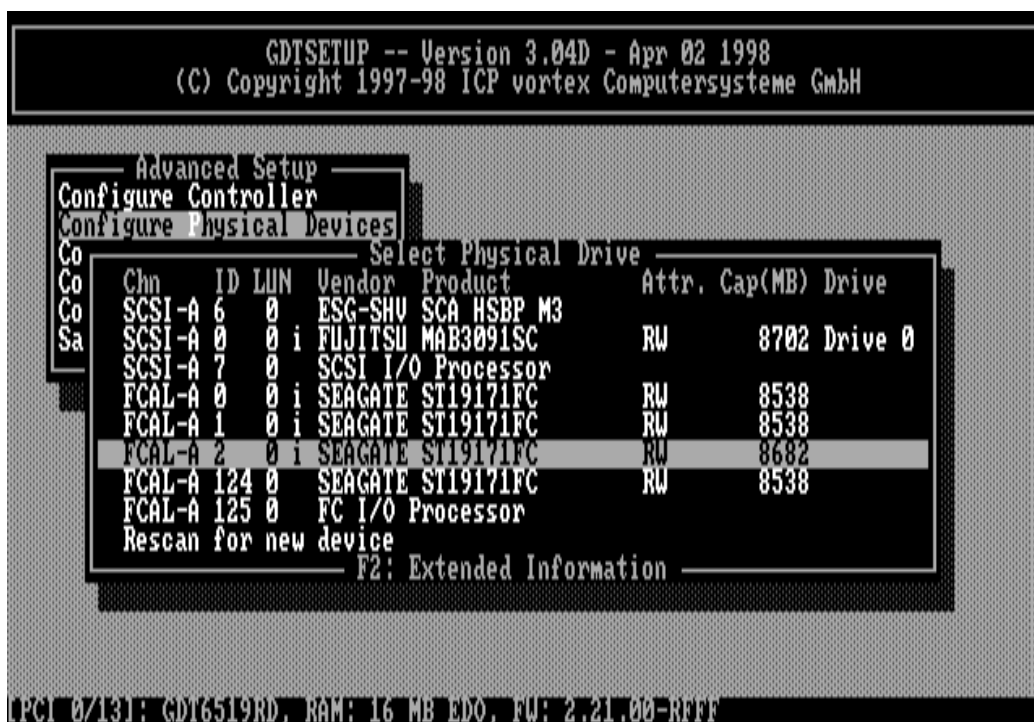 GDTSETUP -- Version 3.04D - Apr 02 1998
(C) Copyright 1997-98 ICP vortex Computersysteme GmbH
Advanced Setup
Configure Controller
Configure Physical Devices
Co
Co
Co
Sa
Select Physical Drive
Chn ID LUN Vendor Product Attr. Cap(MB) Drive
SCSI-A 6 0 ESG-SHV SCA HSBP M3
SCSI-A 0 0 i FUJITSU MAB3091SC RW 8702 Drive 0
SCSI-A 7 0 SCSI I/O Processor
FCAL-A 0 0 i SEAGATE ST19171FC RW 8538
FCAL-A 1 0 i SEAGATE ST19171FC RW 8538
FCAL-A 2 0 i SEAGATE ST19171FC RW 8682
FCAL-A 124 0 SEAGATE ST19171FC RW 8538
FCAL-A 125 0 FC I/O Processor
Rescan for new device
F2: Extended Information
[PCI 0/13]: GDT6519RD, RAM: 16 MB EDO, FW: 2.21.00-RFFF